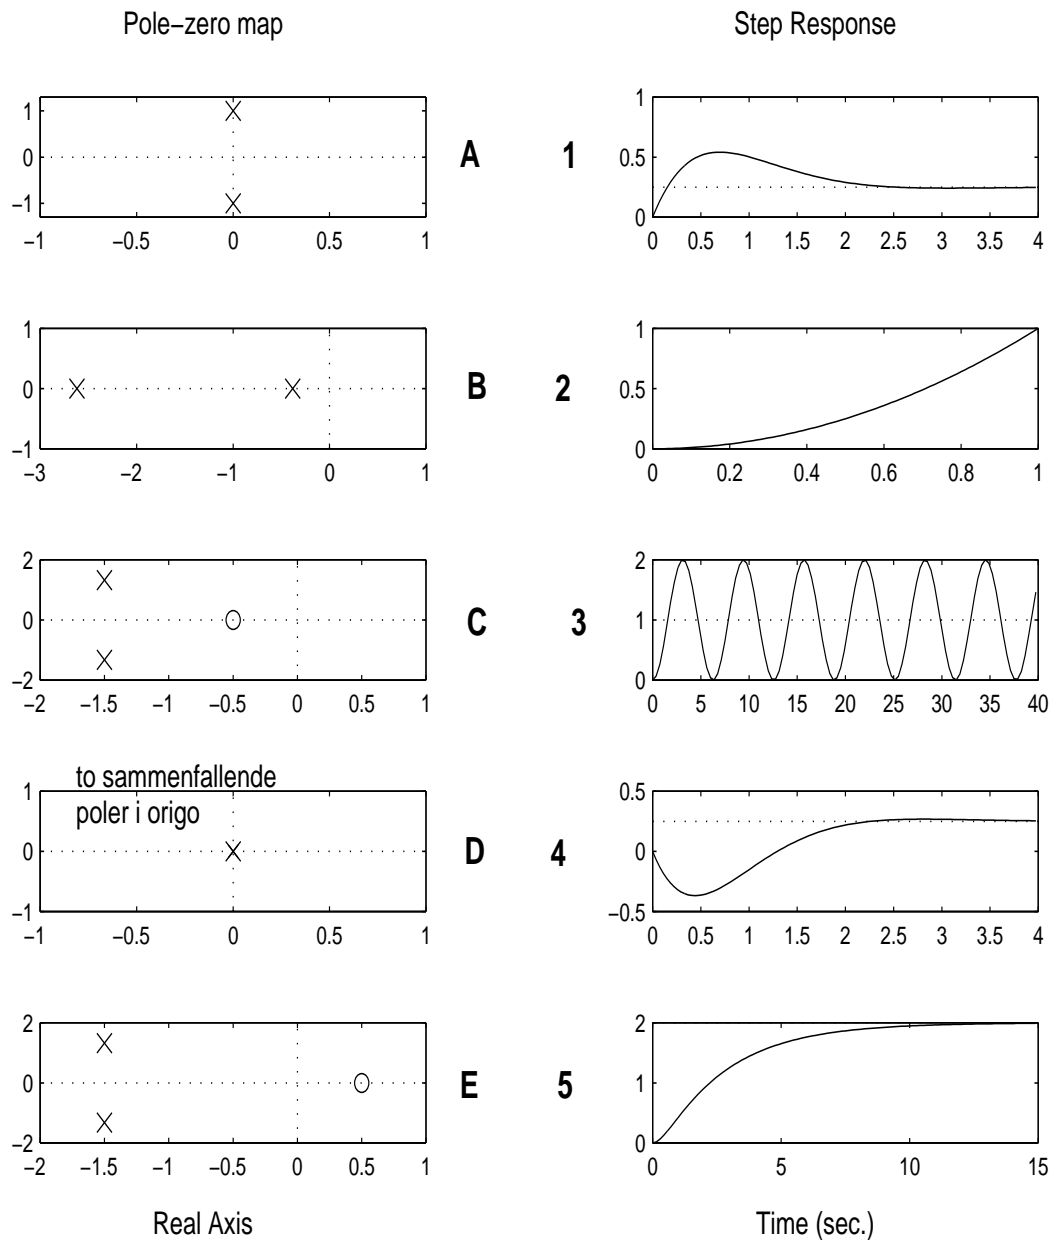 Pole−zero map
Step Response
1
0
−1
−1 −0.5 0 0.5 1
A
1
1
0.5
0
0 0.5 1 1.5 2 2.5 3 3.5 4
1
0
−1
−3 −2 −1 0 1
B
2
1
0.5
0
0 0.2 0.4 0.6 0.8 1
2
0
−2
−2 −1.5 −1 −0.5 0 0.5 1
C
3
2
1
0
0 5 10 15 20 25 30 35 40
to sammenfallende
poler i origo
1
0
−1
−1 −0.5 0 0.5 1
D
4
0.5
0
−0.5
0 0.5 1 1.5 2 2.5 3 3.5 4
2
0
−2
−2 −1.5 −1 −0.5 0 0.5 1
E
5
2
1
0
0 5 10 15
Real Axis
Time (sec.)